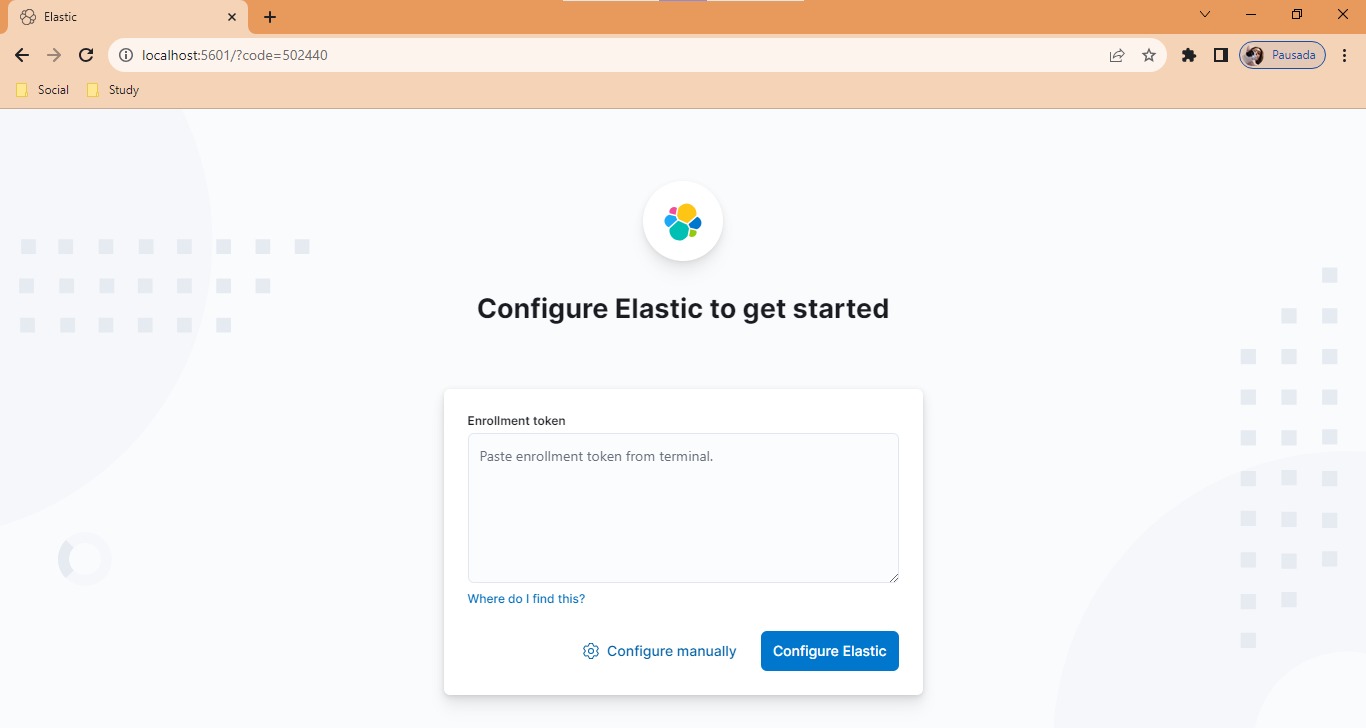 Elastic
localhost:5601/?code=502440
Pausada
Social
Study
Configure Elastic to get started
Enrollment token
Paste enrollment token from terminal.
Where do I find this?
Configure manually
Configure Elastic